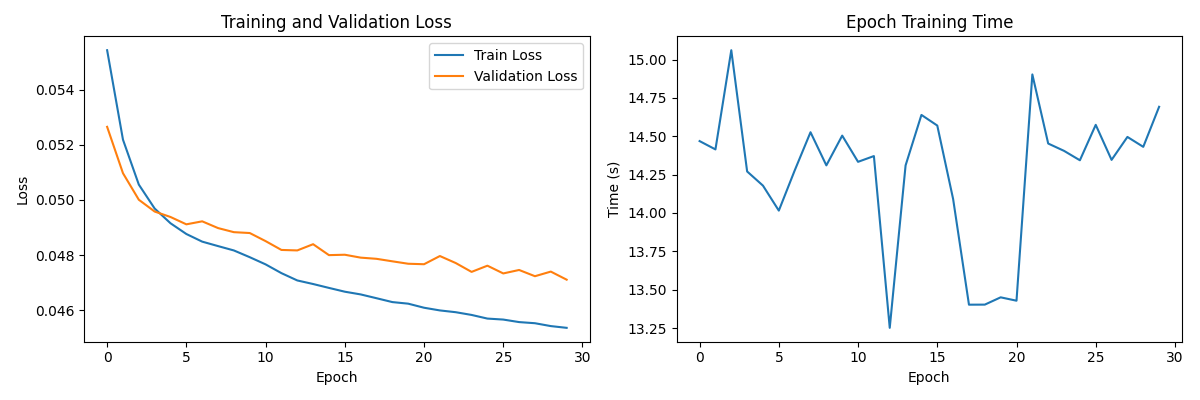 Training and Validation Loss
Train Loss
Validation Loss
0.054
0.052
0.050
0.048
0.046
Loss
0 5 10 15 20 25 30
Epoch
Epoch Training Time
15.00
14.75
14.50
14.25
14.00
13.75
13.50
13.25
Time (s)
0 5 10 15 20 25 30
Epoch